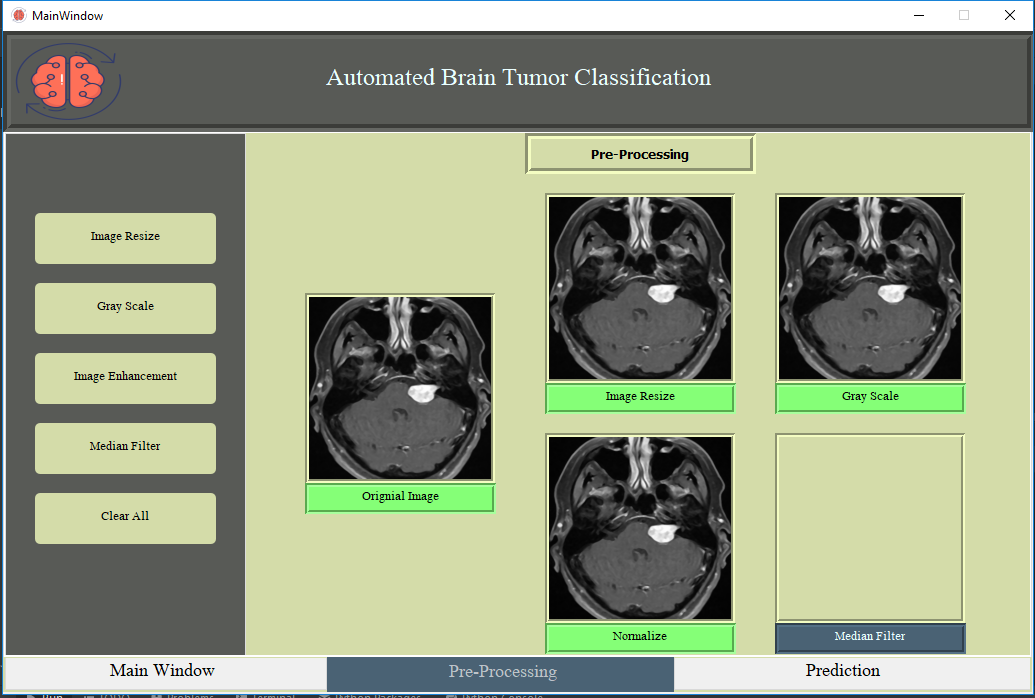 MainWindow
Automated Brain Tumor Classification
Pre-Processing
Image Resize
Gray Scale
Image Enhancement
Median Filter
Clear All
Orignial Image
Image Resize
Gray Scale
Normalize
Median Filter
Main Window
Pre-Processing
Prediction